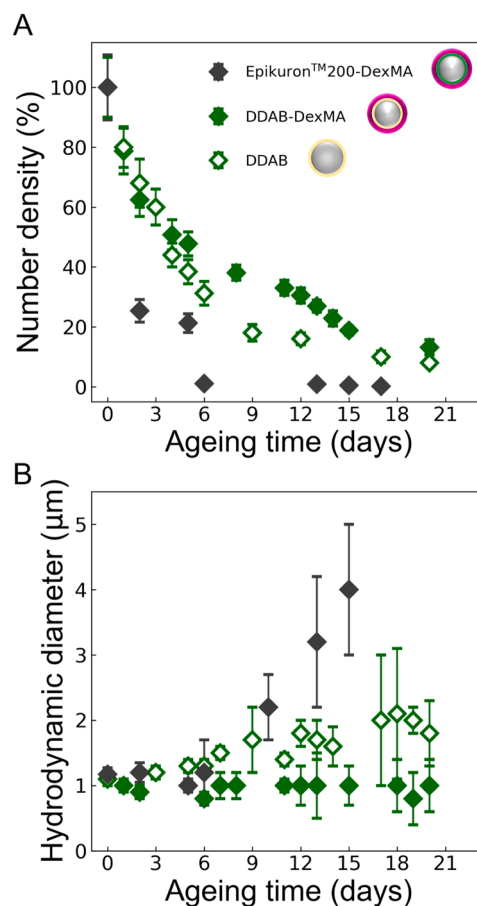 A
Number density (%)
100
80
60
40
20
0
Epikuron™200-DexMA
DDAB-DexMA
DDAB
0 3 6 9 12 15 18 21
Ageing time (days)
B
Hydrodynamic diameter (μm)
5
4
3
2
1
0
0 3 6 9 12 15 18 21
Ageing time (days)